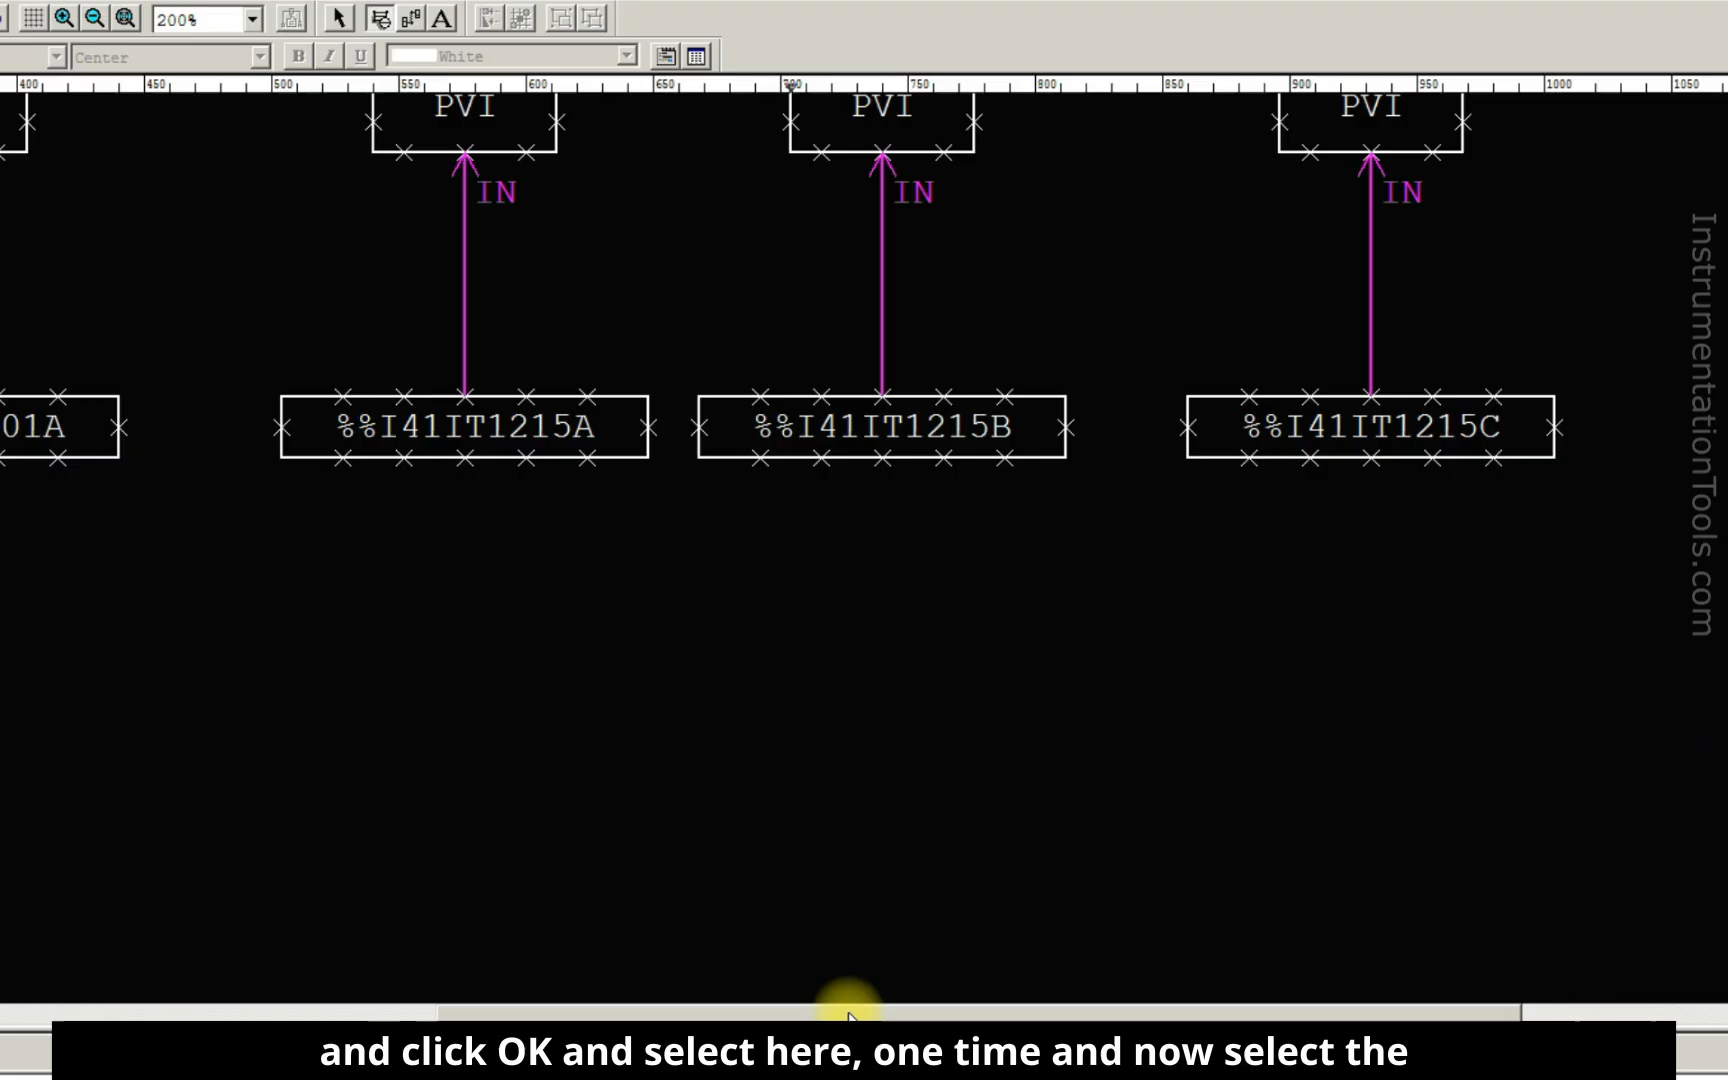 200%
Center
B I U
White
400 450 500 550 600 650 700 750 800 850 900 950 1000 1050
PVI PVI PVI
IN IN IN
01A %%I41IT1215A %%I41IT1215B %%I41IT1215C
InstrumentationTools.com
and click OK and select here, one time and now select the